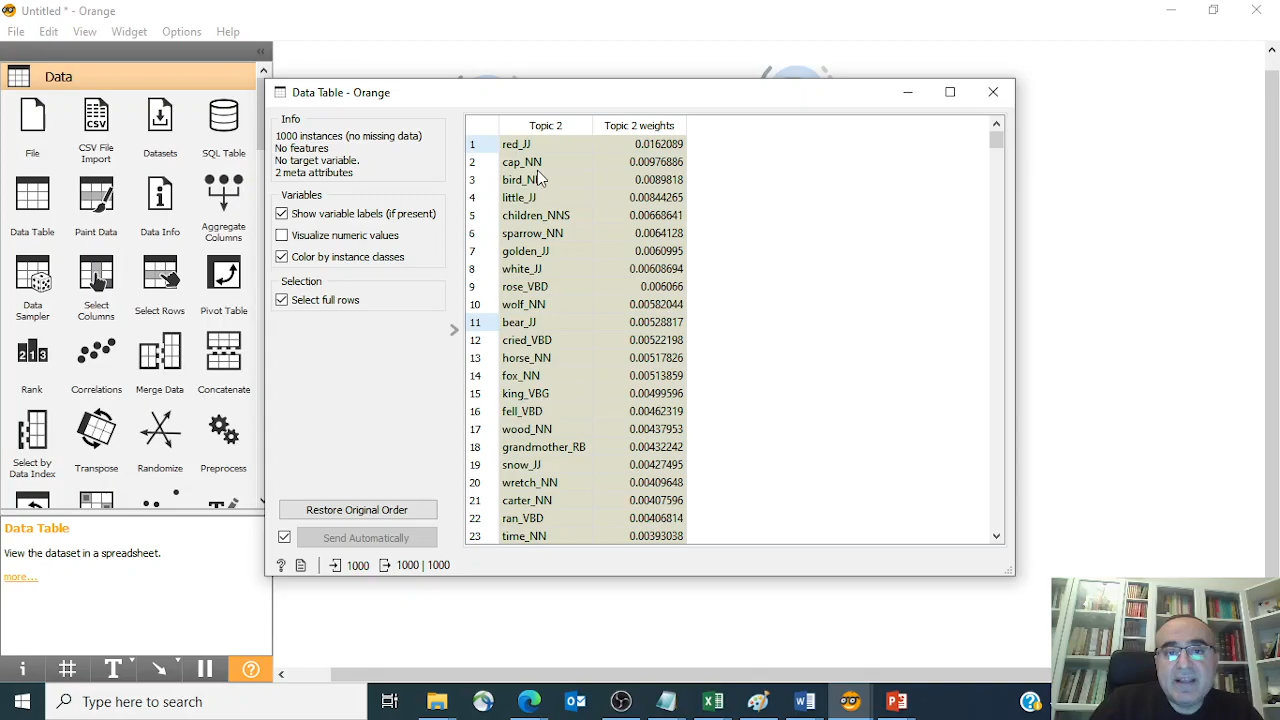 Untitled * - Orange
File Edit View Widget Options Help
Data
File
CSV File Import
Datasets
SQL Table
Data Table
Paint Data
Data Info
Aggregate Columns
Data Sampler
Select Columns
Select Rows
Pivot Table
Rank
Correlations
Merge Data
Concatenate
Select by Data Index
Transpose
Randomize
Preprocess
Data Table
View the dataset in a spreadsheet.
more...
Data Table - Orange
Info
1000 instances (no missing data)
No features
No target variable.
2 meta attributes
Variables
Show variable labels (if present)
Visualize numeric values
Color by instance classes
Selection
Select full rows
Restore Original Order
Send Automatically
1000 1000 | 1000
Topic 2 Topic 2 weights
1 red_JJ 0.0162089
2 cap_NN 0.00976886
3 0.0089818
4 little_JJ 0.00844265
5 children_NNS 0.00668641
6 sparrow_NN 0.0064128
7 golden_JJ 0.0060995
8 white_JJ 0.00608694
9 rose_VBD 0.006066
10 wolf_NN 0.00582044
11 bear_JJ 0.00528817
12 cried_VBD 0.00522198
13 horse_NN 0.00517826
14 fox_NN 0.00513859
15 king_VBG 0.00499596
16 fell_VBD 0.00462319
17 wood_NN 0.00437953
18 grandmother_RB 0.00432242
19 snow_JJ 0.00427495
20 wretch_NN 0.00409648
21 carter_NN 0.00407596
22 ran_VBD 0.00406814
23 time_NN 0.00393038
Type here to search